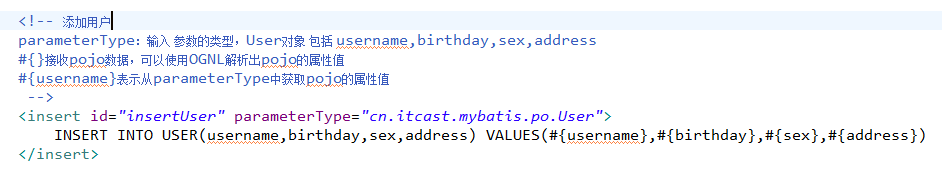 <!-- 添加用户
parameterType：输入 参数的类型，User对象 包括 username,birthday,sex,address
#{}接收pojo数据，可以使用OGNL解析出pojo的属性值
#{username}表示从parameterType中获取pojo的属性值
-->
<insert id="insertUser" parameterType="cn.itcast.mybatis.po.User">
INSERT INTO USER(username,birthday,sex,address) VALUES(#{username},#{birthday},#{sex},#{address})
</insert>